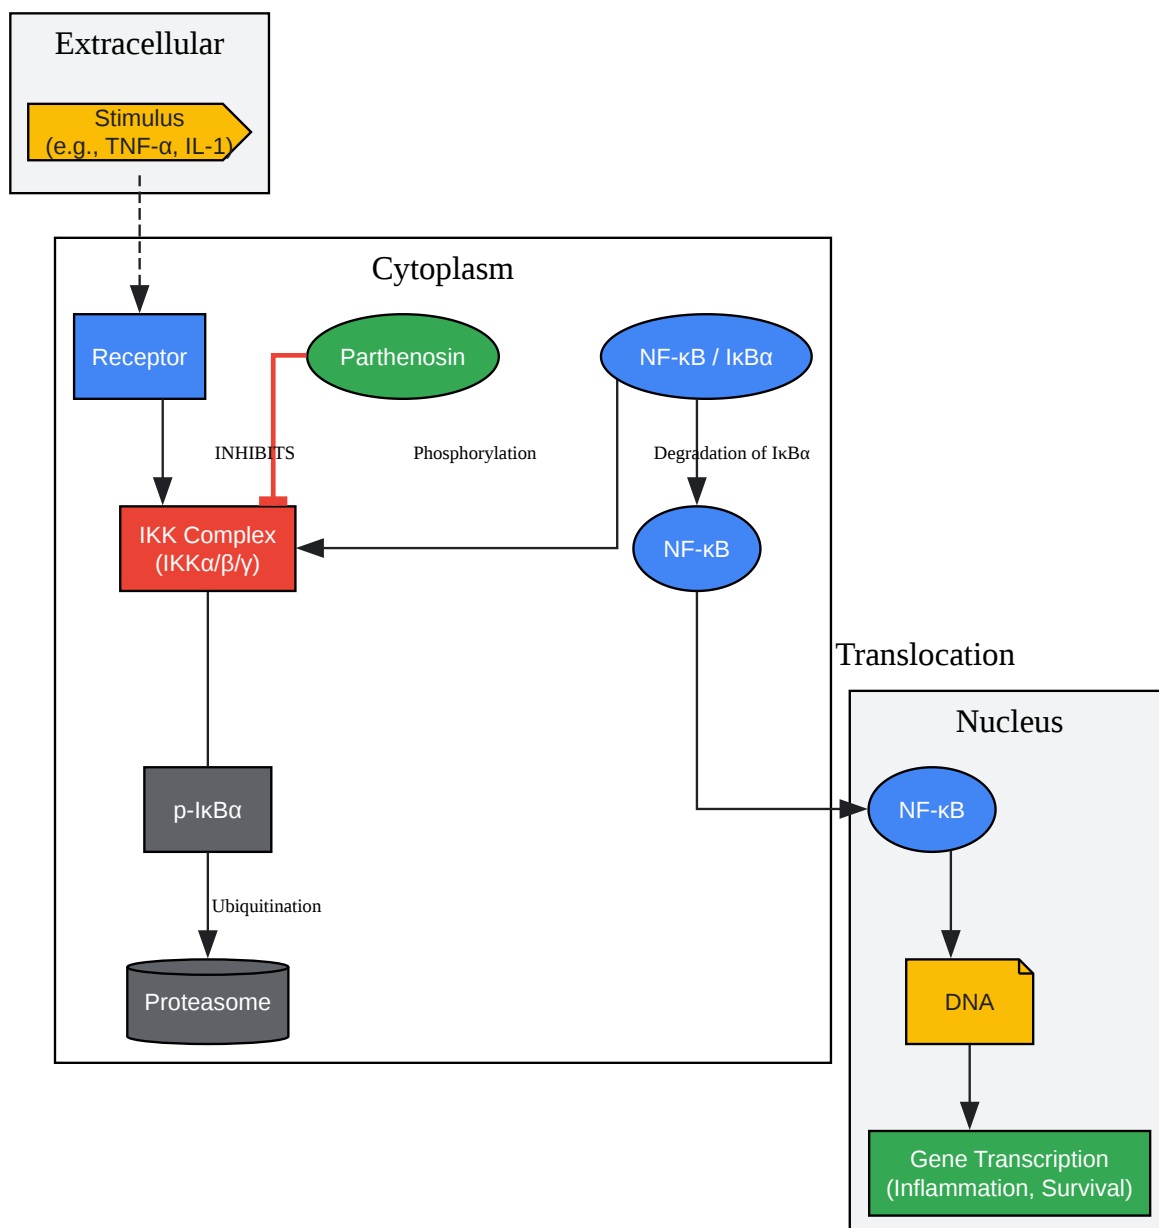 Extracellular
Stimulus
(e.g., TNF-α, IL-1)
Cytoplasm
Receptor
Parthenosin
NF-κB / IκBα
INHIBITS
Phosphorylation
Degradation of IκBα
IKK Complex
(IKKα/β/γ)
NF-κB
Translocation
Nucleus
p-IκBα
NF-κB
Ubiquitination
Proteasome
DNA
Gene Transcription
(Inflammation, Survival)